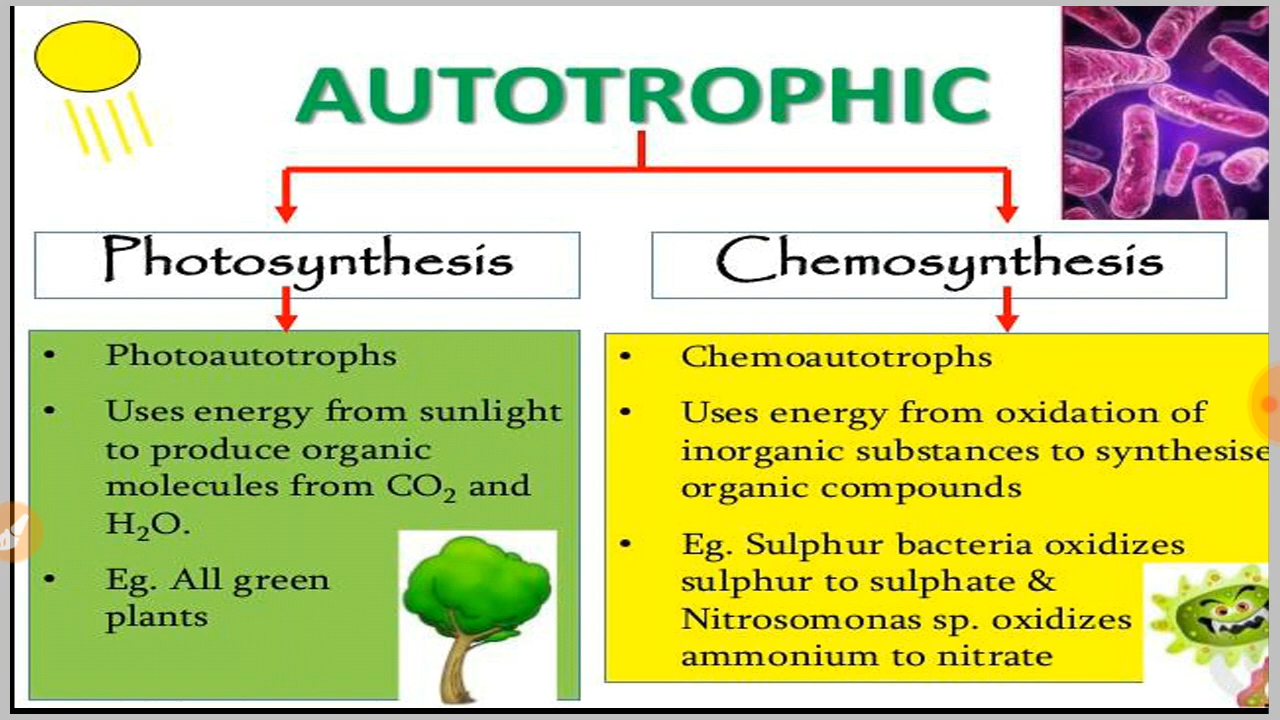 AUTOTROPHIC
Photosynthesis
Chemosynthesis
• Photoautotrophs
• Uses energy from sunlight
to produce organic
molecules from CO₂ and
H₂O.
• Eg. All green
plants
• Chemoautotrophs
• Uses energy from oxidation of
inorganic substances to synthesise
organic compounds
• Eg. Sulphur bacteria oxidizes
sulphur to sulphate &
Nitrosomonas sp. oxidizes
ammonium to nitrate